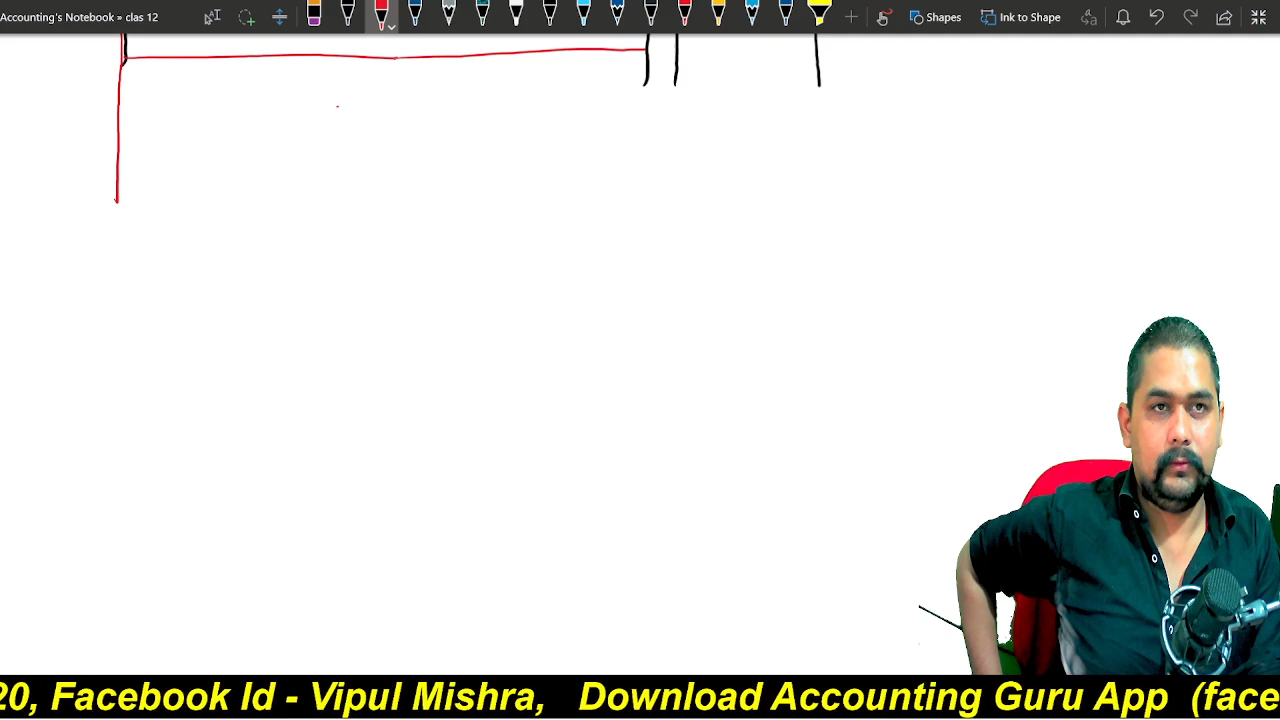 Accounting's Notebook » clas 12
Shapes
Ink to Shape
20, Facebook Id - Vipul Mishra, Download Accounting Guru App (face